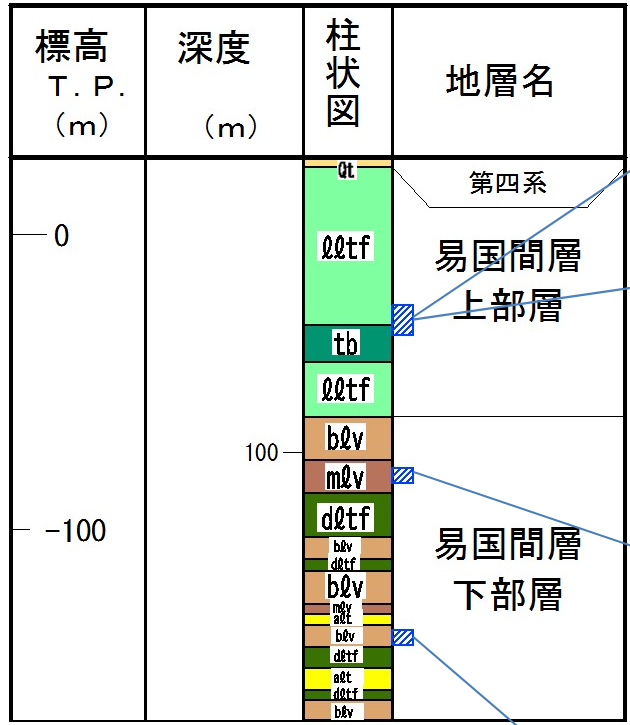 標高
T.P.
(m)
深度
(m)
柱状図
地層名
Qt
第四系
0
ℓℓtf
易国間層
上部層
tb
ℓℓtf
bℓv
100
mℓv
dℓtf
-100
bℓv
dℓtf
易国間層
下部層
bℓv
mℓv
aℓt
bℓv
dℓtf
aℓt
dℓtf
bℓv